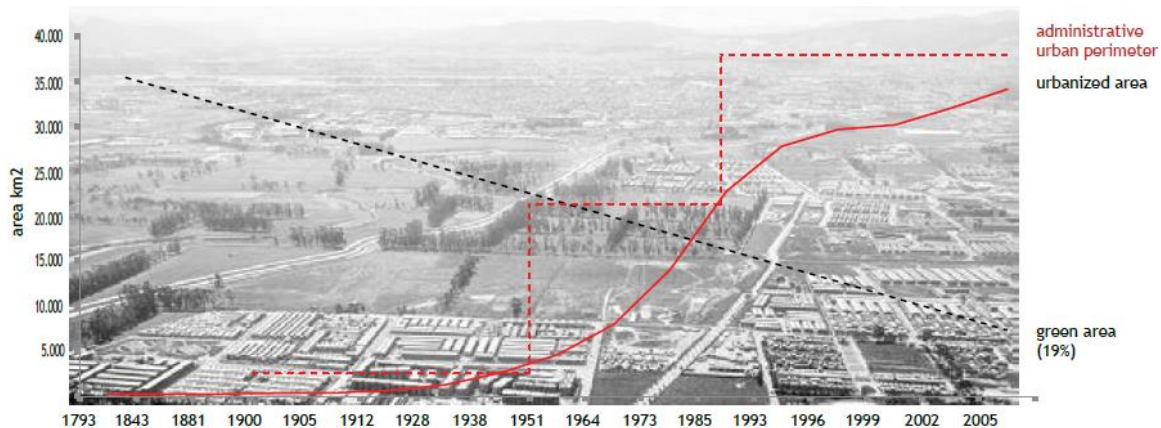 40.000
35.000
30.000
25.000
20.000
15.000
10.000
5.000
area km2
administrative
urban perimeter
urbanized area
green area
(19%)
1793 1843 1881 1900 1905 1912 1928 1938 1951 1964 1973 1985 1993 1996 1999 2002 2005